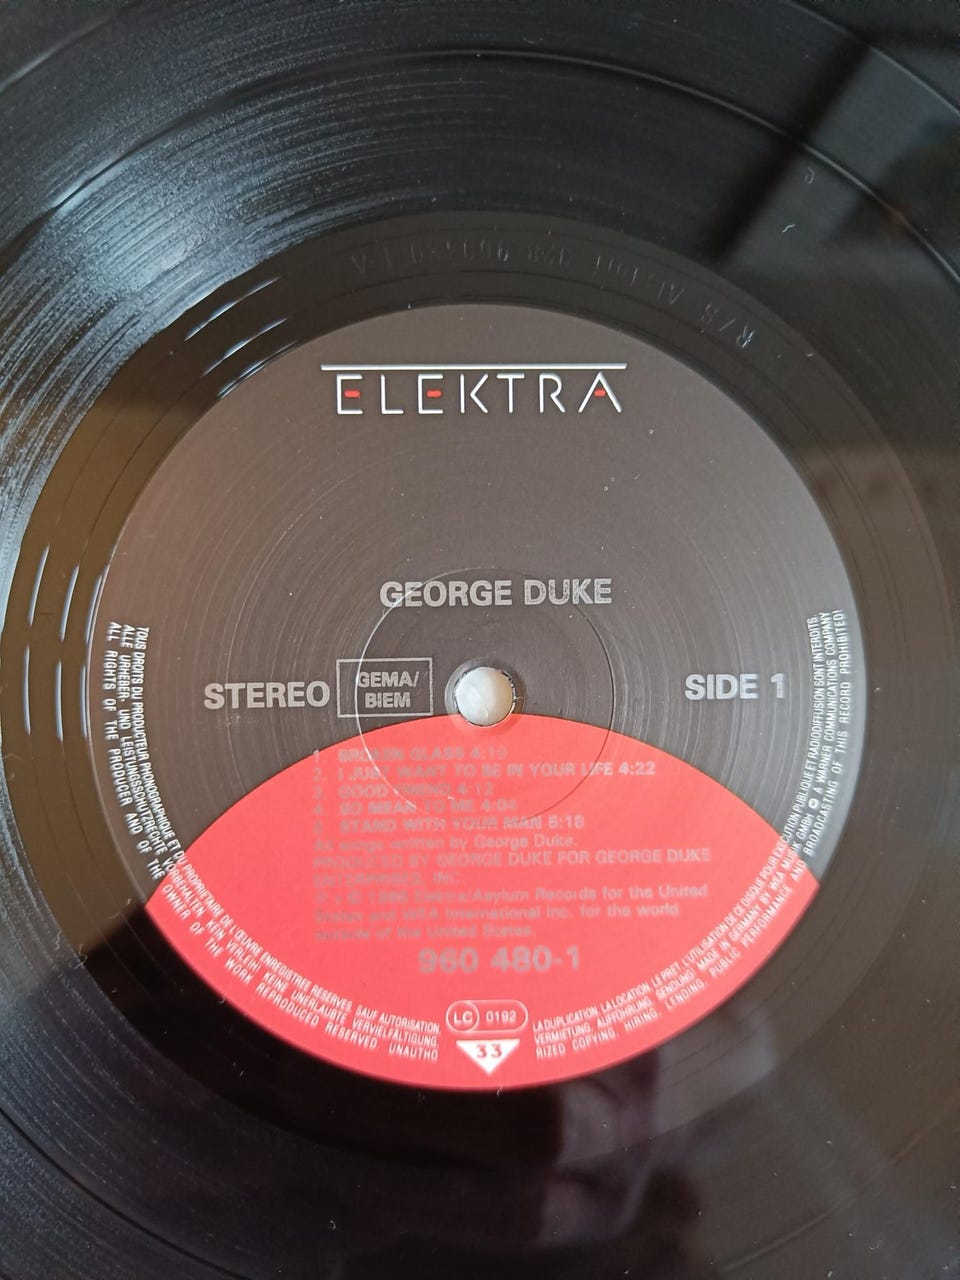 ELEKTRA
GEORGE DUKE
STEREO
GEMA/
BIEM
SIDE 1
1. BROKEN GLASS 4:19
2. I JUST WANT TO BE IN YOUR LIFE 4:22
3. GOOD FRIEND 4:12
4. SO MEAN TO ME 4:04
5. STAND WITH YOUR MAN 5:18
All songs written by George Duke.
PRODUCED BY GEORGE DUKE FOR GEORGE DUKE
ENTERPRISES, INC.
Elektra/Asylum Records for the United
States and WEA International Inc. for the world
outside of the United States.
960 480-1
LC 0192
33
TOUS DROITS DU PRODUCTEUR PHONOGRAPHIQUE ET DU PROPRIETAIRE DE L'ŒUVRE ENREGISTREE RESERVES. SAUF AUTORISATION,
LA DUPLICATION, LA LOCATION, LE PRET, L'UTILISATION DE CE DISQUE POUR EXECUTION PUBLIQUE ET RADIODIFFUSION SONT INTERDITS.
ALLE URHEBER- UND LEISTUNGSSCHUTZRECHTE VORBEHALTEN. KEIN VERLEIH! KEINE UNERLAUBTE VERVIELFÄLTIGUNG,
VERMIETUNG, AUFFÜHRUNG, SENDUNG! MADE IN GERMANY BY WEA MUSIK GMBH A WARNER COMMUNICATIONS COMPANY
ALL RIGHTS OF THE PRODUCER AND OF THE OWNER OF THE WORK REPRODUCED RESERVED. UNAUTHO
RIZED COPYING, HIRING, LENDING, PUBLIC PERFORMANCE AND BROADCASTING OF THIS RECORD PROHIBITED!